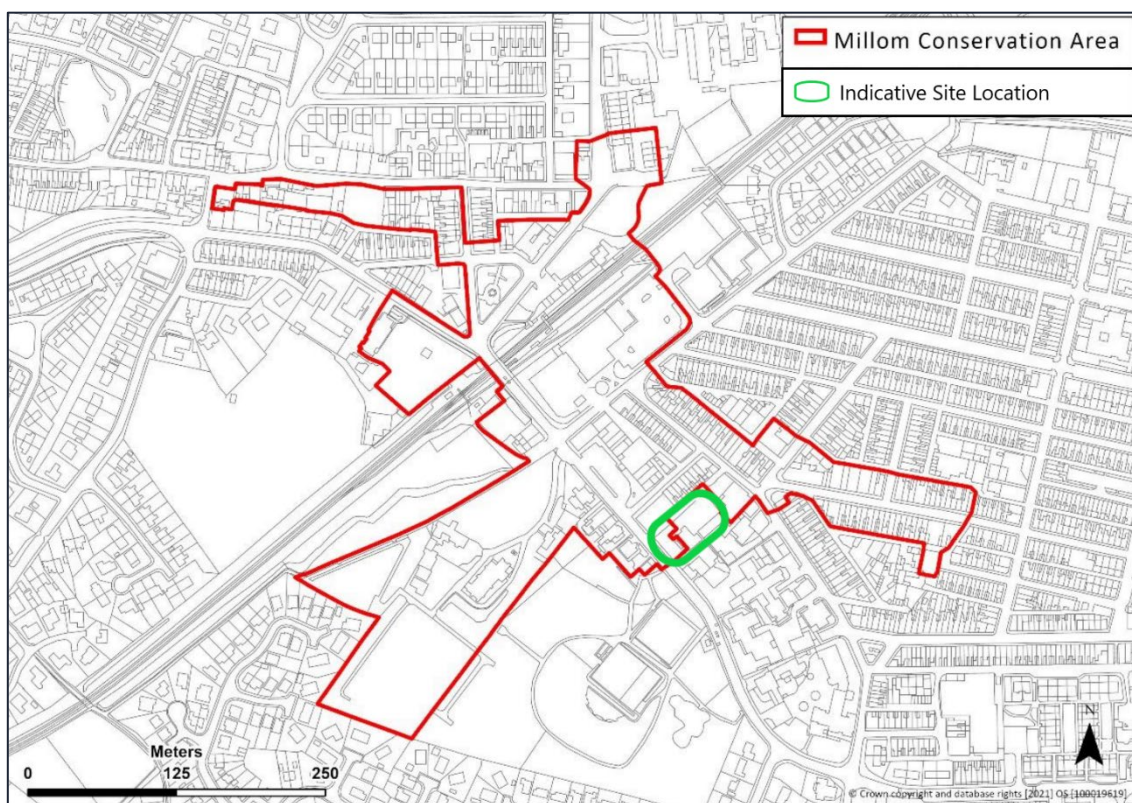 Millom Conservation Area
Indicative Site Location
N
Meters
0 125 250
© Crown copyright and database rights [2021] OS [100019619]